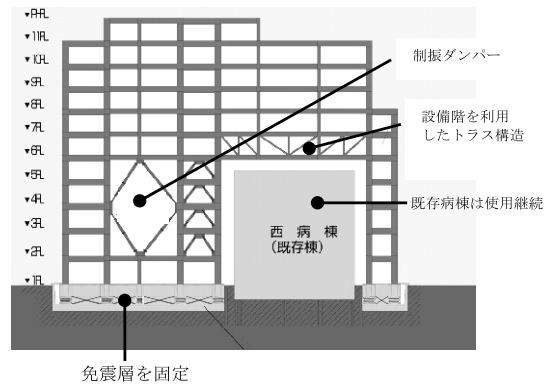 ▼PHFL
▼11FL
▼10FL
▼9FL
▼8FL
▼7FL
▼6FL
▼5FL
▼4FL
▼3FL
▼2FL
▼1FL
制振ダンパー
設備階を利用
したトラス構造
既存病棟は使用継続
西 病 棟
(既存棟)
免震層を固定